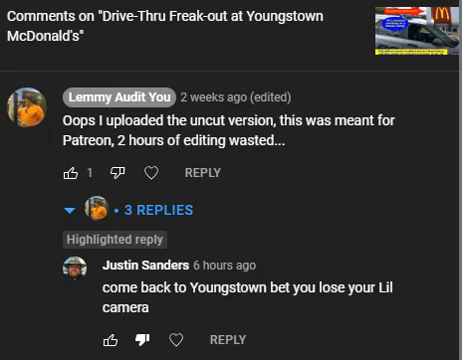 Comments on "Drive-Thru Freak-out at Youngstown
McDonald's"
Lemmy Audit You 2 weeks ago (edited)
Oops I uploaded the uncut version, this was meant for
Patreon, 2 hours of editing wasted...
1 REPLY
• 3 REPLIES
Highlighted reply
Justin Sanders 6 hours ago
come back to Youngstown bet you lose your Lil
camera
REPLY